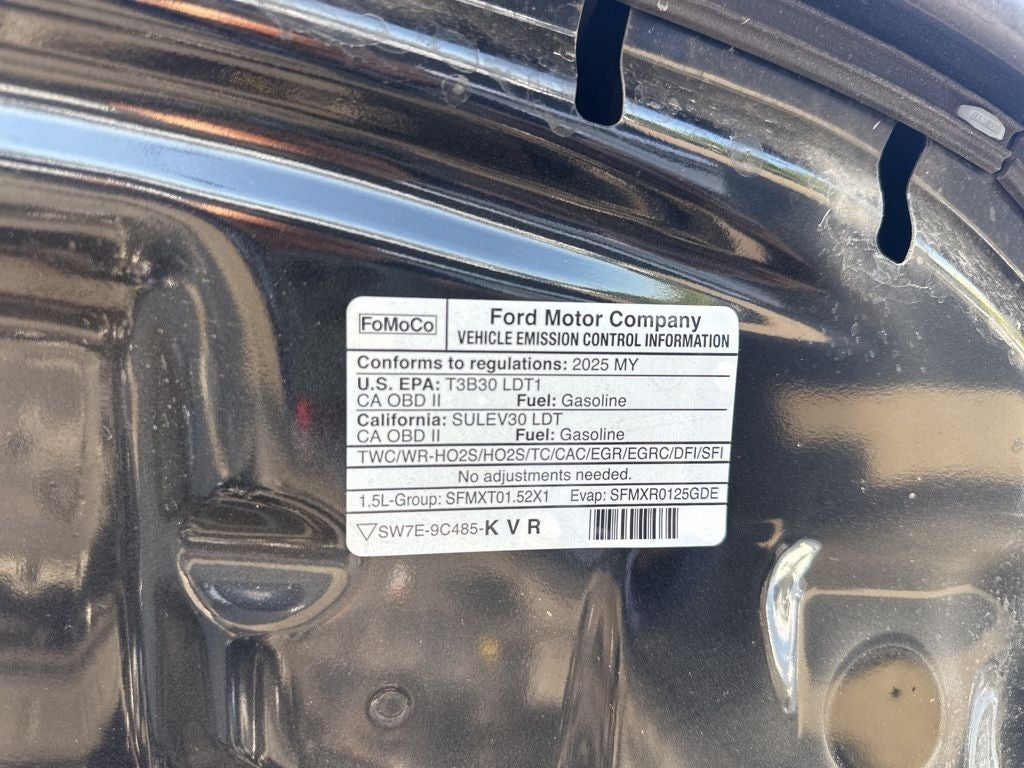 FoMoCo
Ford Motor Company
VEHICLE EMISSION CONTROL INFORMATION
Conforms to regulations: 2025 MY
U.S. EPA: T3B30 LDT1
CA OBD II Fuel: Gasoline
California: SULEV30 LDT
CA OBD II Fuel: Gasoline
TWC/WR-HO2S/HO2S/TC/CAC/EGR/EGRC/DFI/SFI
No adjustments needed.
1.5L-Group: SFMXT01.52X1 Evap: SFMXR0125GDE
SW7E-9C485-K V R